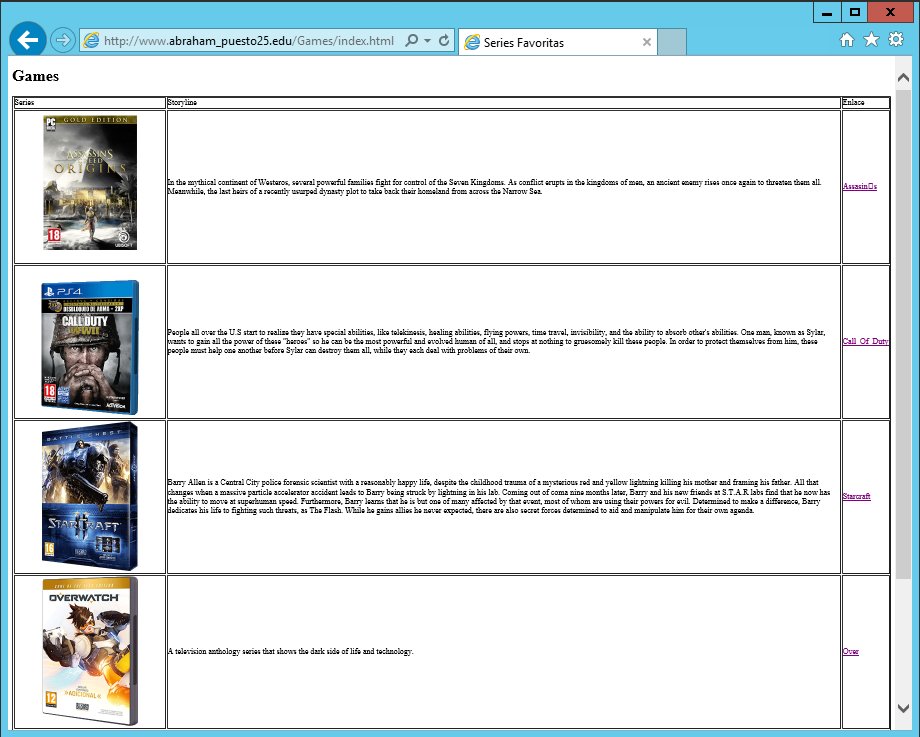 http://www.abraham_puesto25.edu/Games/index.html
Series Favoritas
Games
Series
Storyline
Enlace
PC
GOLD EDITION
ASSASSIN'S
CREED
ORIGINS
18
UBISOFT
In the mythical continent of Westeros, several powerful families fight for control of the Seven Kingdoms. As conflict erupts in the kingdoms of men, an ancient enemy rises once again to threaten them all.
Meanwhile, the last heirs of a recently usurped dynasty plot to take back their homeland from across the Narrow Sea.
Assasin□s
PS4
DESBLOQUEO DE ARMA + 2XP
CALL DUTY
WWII
18
ACTIVISION
People all over the U.S start to realize they have special abilities, like telekinesis, healing abilities, flying powers, time travel, invisibility, and the ability to absorb other's abilities. One man, known as Sylar,
wants to gain all the power of these "heroes" so he can be the most powerful and evolved human of all, and stops at nothing to gruesomely kill these people. In order to protect themselves from him, these
people must help one another before Sylar can destroy them all, while they each deal with problems of their own.
Call Of Duty
BATTLE CHEST
STARCRAFT
II
16
Barry Allen is a Central City police forensic scientist with a reasonably happy life, despite the childhood trauma of a mysterious red and yellow lightning killing his mother and framing his father. All that
changes when a massive particle accelerator accident leads to Barry being struck by lightning in his lab. Coming out of coma nine months later, Barry and his new friends at S.T.A.R labs find that he now has
the ability to move at superhuman speed. Furthermore, Barry learns that he is but one of many affected by that event, most of whom are using their powers for evil. Determined to make a difference, Barry
dedicates his life to fighting such threats, as The Flash. While he gains allies he never expected, there are also secret forces determined to aid and manipulate him for their own agenda.
Starcraft
GAME OF THE YEAR EDITION
OVERWATCH
ADICIONAL
12
A television anthology series that shows the dark side of life and technology.
Over